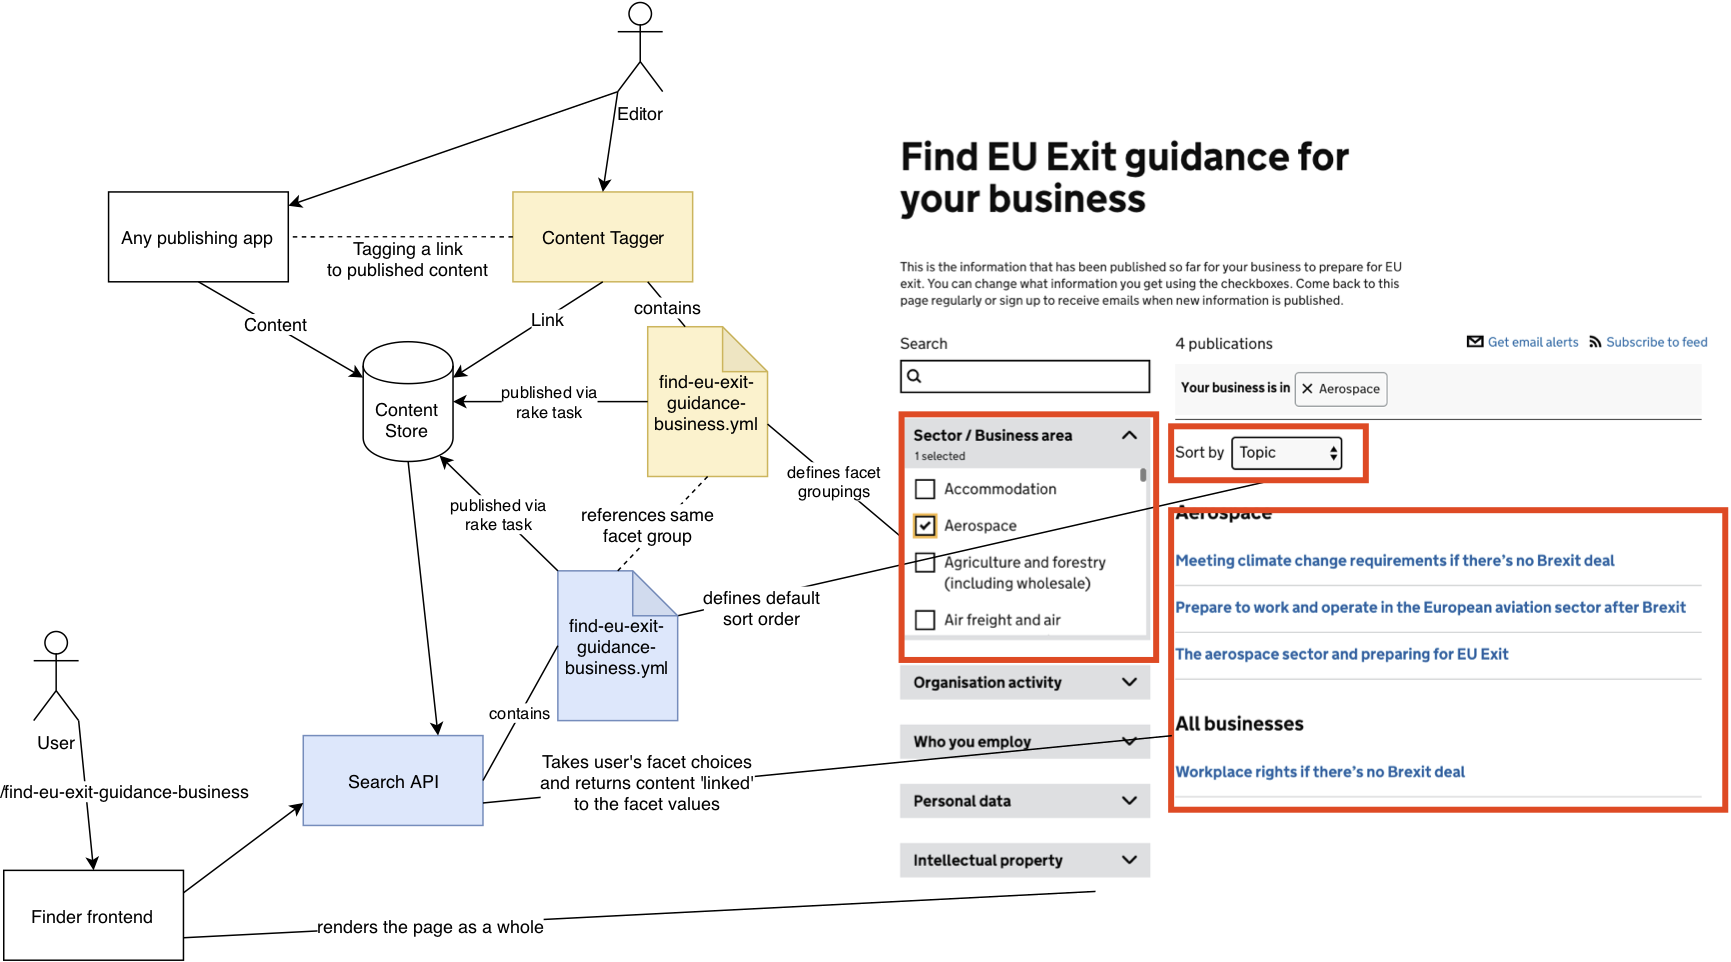 Editor
Any publishing app
Content Tagger
Tagging a link
to published content
Content
Link
contains
find-eu-exit-
guidance-
business.yml
published via
rake task
Content
Store
defines facet
groupings
published via
rake task
references same
facet group
find-eu-exit-
guidance-
business.yml
defines default
sort order
contains
User
/find-eu-exit-guidance-business
Search API
Takes user's facet choices
and returns content 'linked'
to the facet values
Finder frontend
renders the page as a whole
Find EU Exit guidance for
your business
This is the information that has been published so far for your business to prepare for EU
exit. You can change what information you get using the checkboxes. Come back to this
page regularly or sign up to receive emails when new information is published.
Search
4 publications
Get email alerts
Subscribe to feed
Your business is in
Aerospace
Sector / Business area
1 selected
Accommodation
Aerospace
Agriculture and forestry
(including wholesale)
Air freight and air
Organisation activity
Who you employ
Personal data
Intellectual property
Sort by
Topic
Aerospace
Meeting climate change requirements if there's no Brexit deal
Prepare to work and operate in the European aviation sector after Brexit
The aerospace sector and preparing for EU Exit
All businesses
Workplace rights if there's no Brexit deal